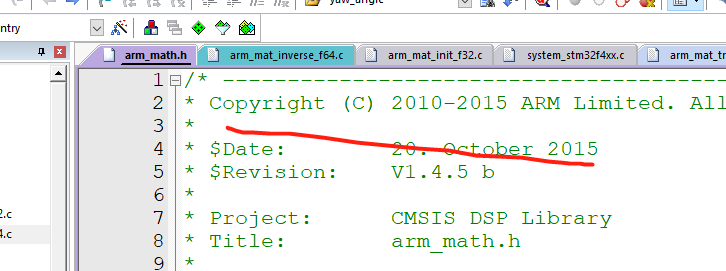 yaw_angle
ntry
arm_math.h arm_mat_inverse_f64.c arm_mat_init_f32.c system_stm32f4xx.c arm_mat_tr
1 /* ----------------------------------------
2 * Copyright (C) 2010-2015 ARM Limited. All
3 *
4 * $Date: 20. October 2015
5 * $Revision: V1.4.5 b
6 *
7 * Project: CMSIS DSP Library
2.c
8 * Title: arm_math.h
4.c
9 *